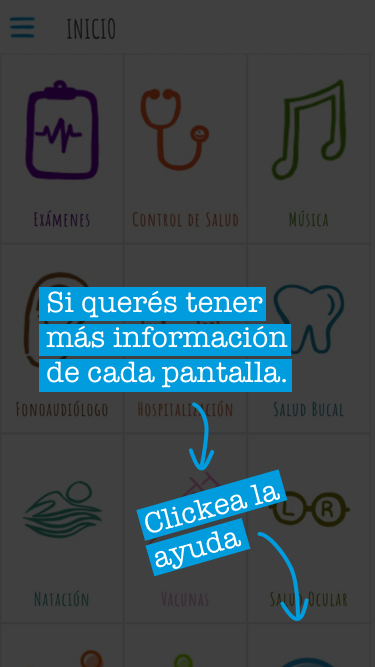 INICIO
Exámenes
Control de Salud
Música
Si querés tener
más información
de cada pantalla.
Fonoaudiólogo
Hospitalización
Salud Bucal
Clickea la
ayuda
L R
Natación
Vacunas
Salud Ocular